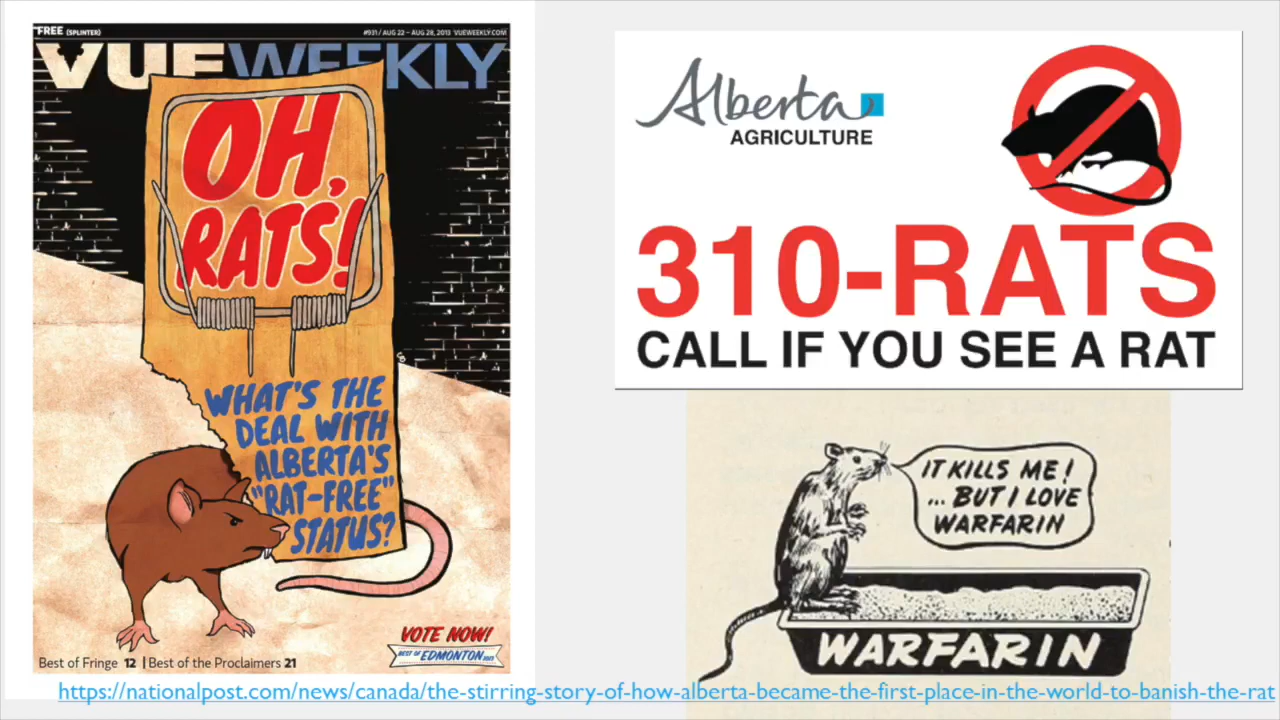 FREE (SPLINTER)
#931 / AUG 22 – AUG 28, 2013 VUEWEEKLY.COM
VUEWEEKLY
OH,
RATS!
WHAT'S THE
DEAL WITH
ALBERTA'S
"RAT-FREE"
STATUS?
VOTE NOW!
BEST OF EDMONTON 2013
Best of Fringe 12 | Best of the Proclaimers 21
Alberta
AGRICULTURE
310-RATS
CALL IF YOU SEE A RAT
IT KILLS ME!
... BUT I LOVE
WARFARIN
WARFARIN
https://nationalpost.com/news/canada/the-stirring-story-of-how-alberta-became-the-first-place-in-the-world-to-banish-the-rat